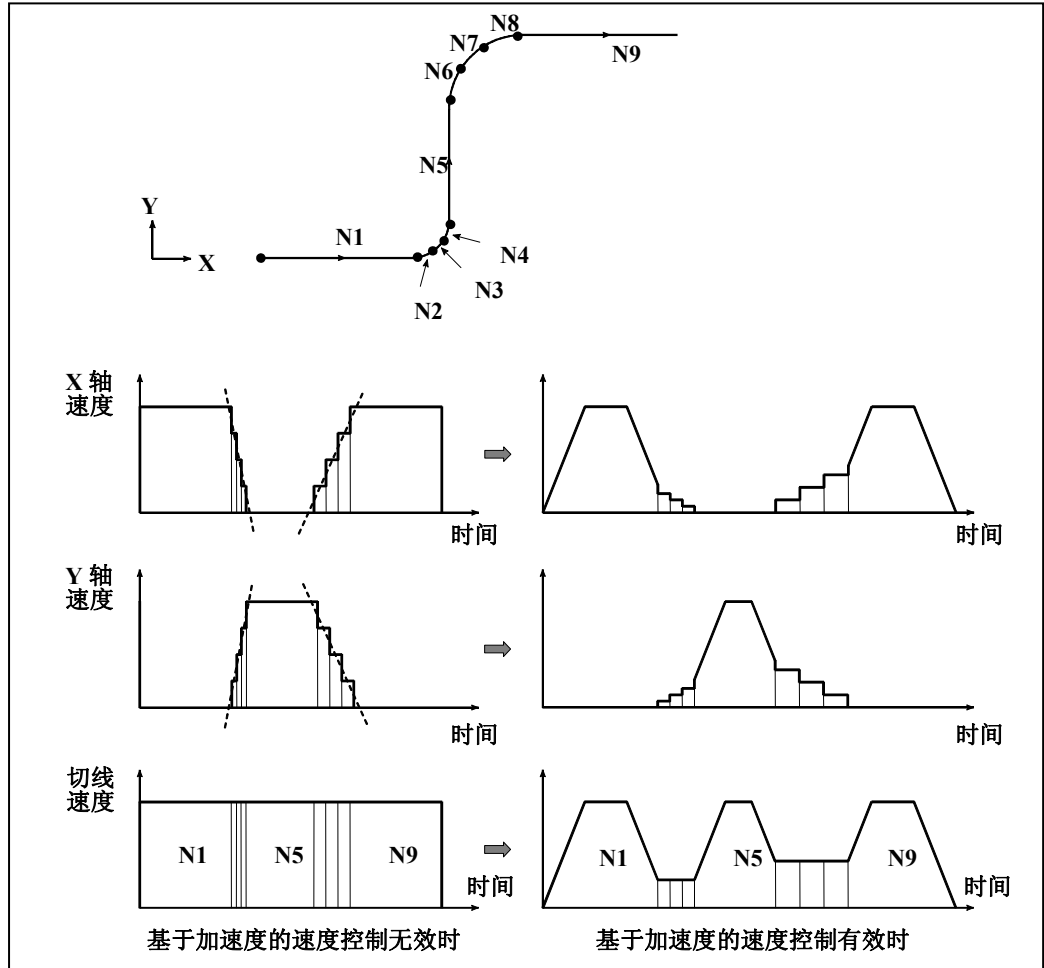 N8
N7
N9
N6
N5
Y
N1
X
N4
N3
N2
X 轴
速度
时间
时间
Y 轴
速度
时间
时间
切线
速度
N1
N5
N9
时间
N1
N5
N9
时间
基于加速度的速度控制无效时
基于加速度的速度控制有效时